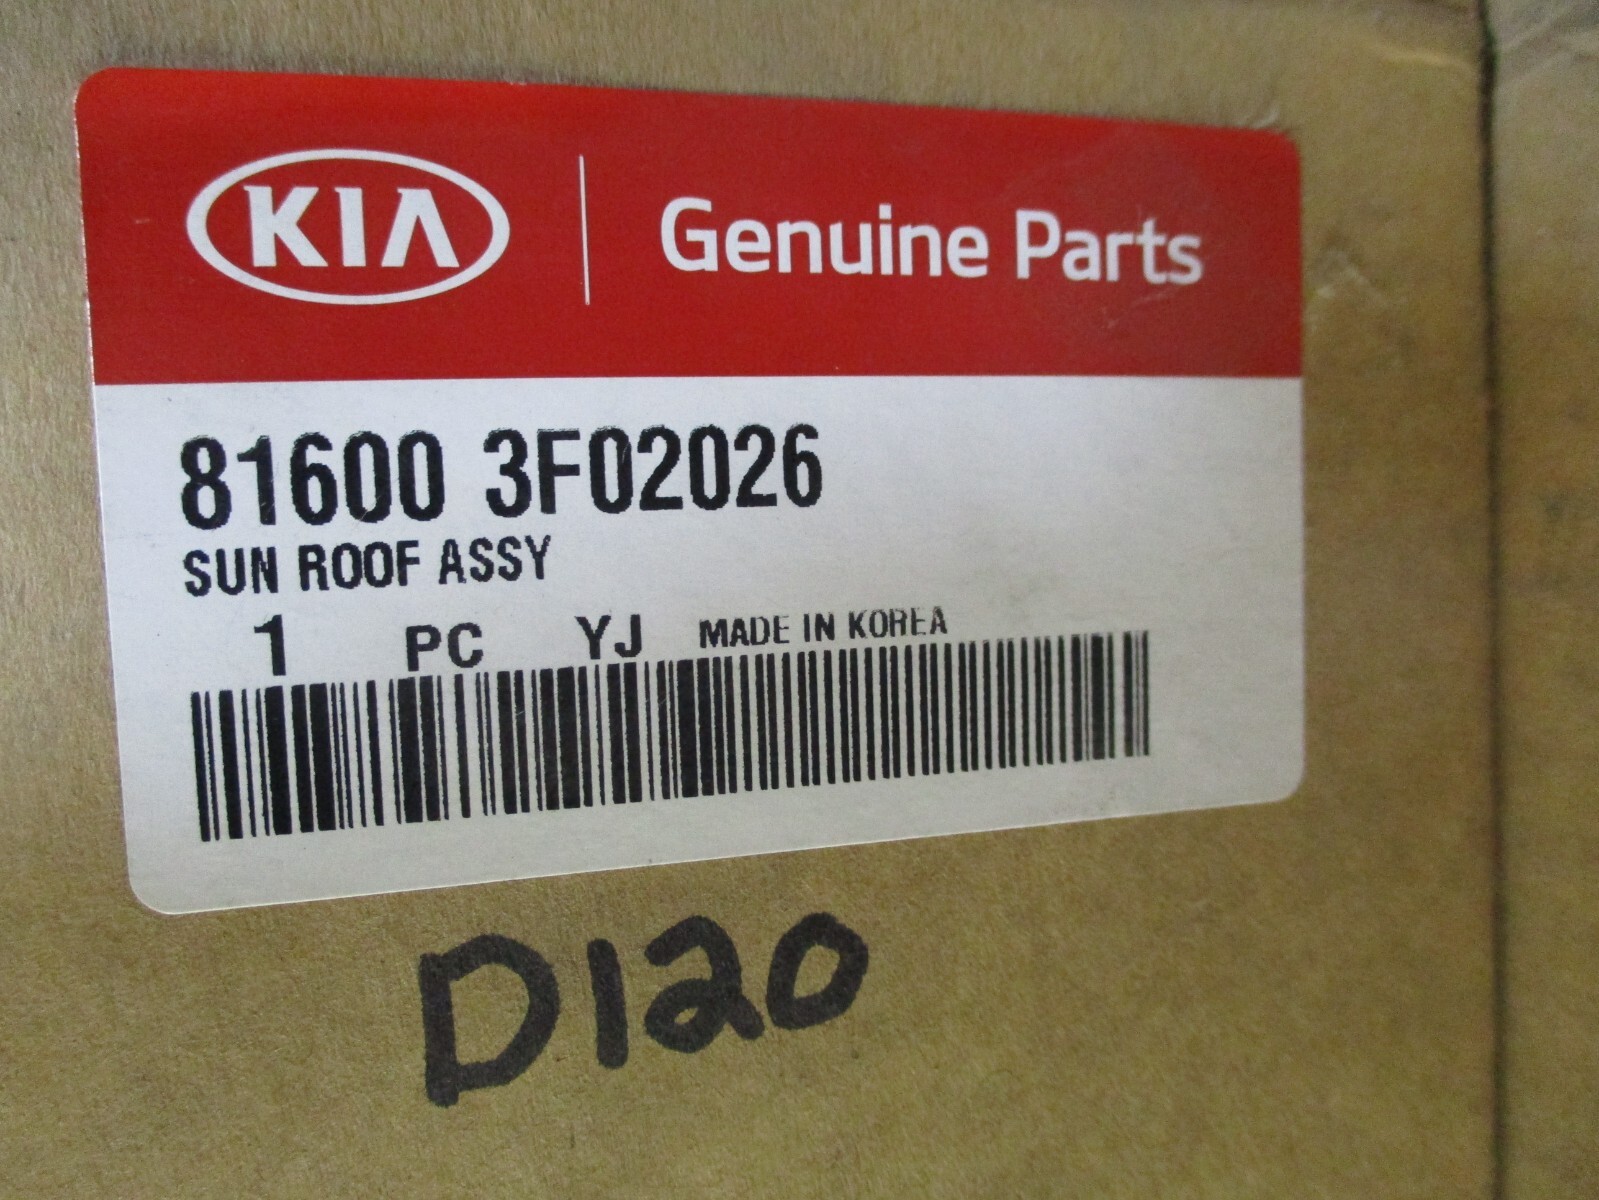 KIA Genuine Parts
81600 3F02026
SUN ROOF ASSY
1 PC YJ MADE IN KOREA
D120